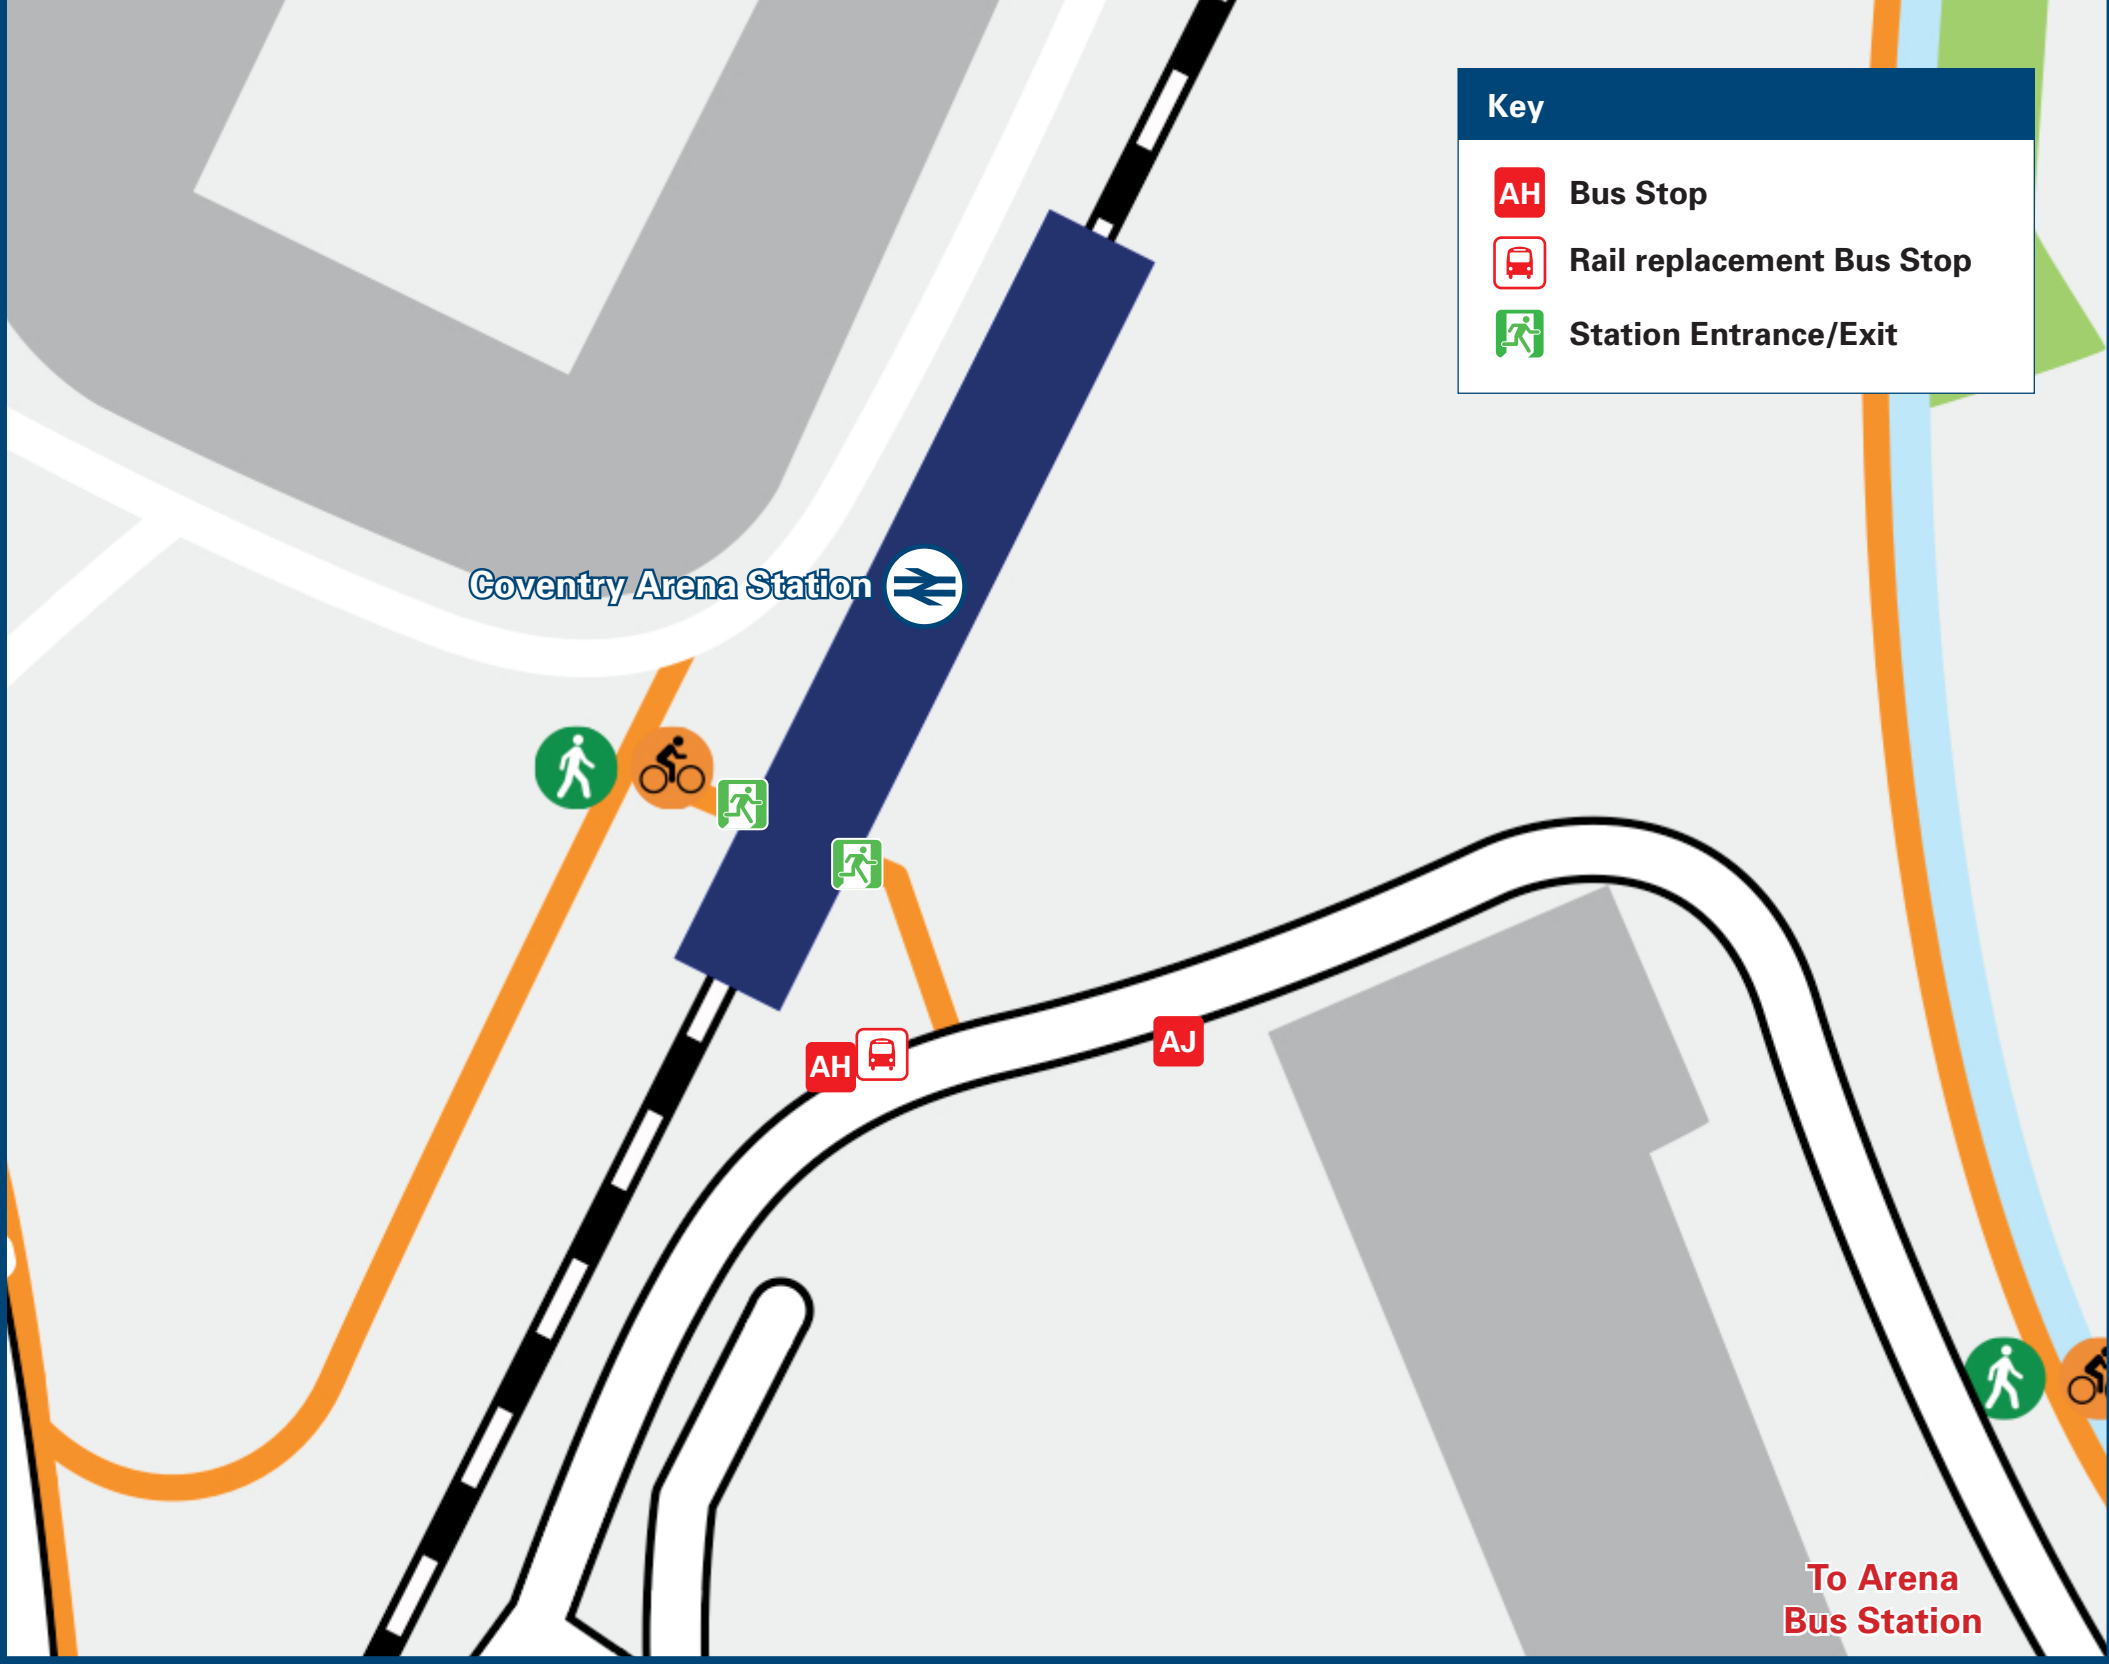 Key
AH Bus Stop
Rail replacement Bus Stop
Station Entrance/Exit
Coventry Arena Station
AH
AJ
To Arena
Bus Station